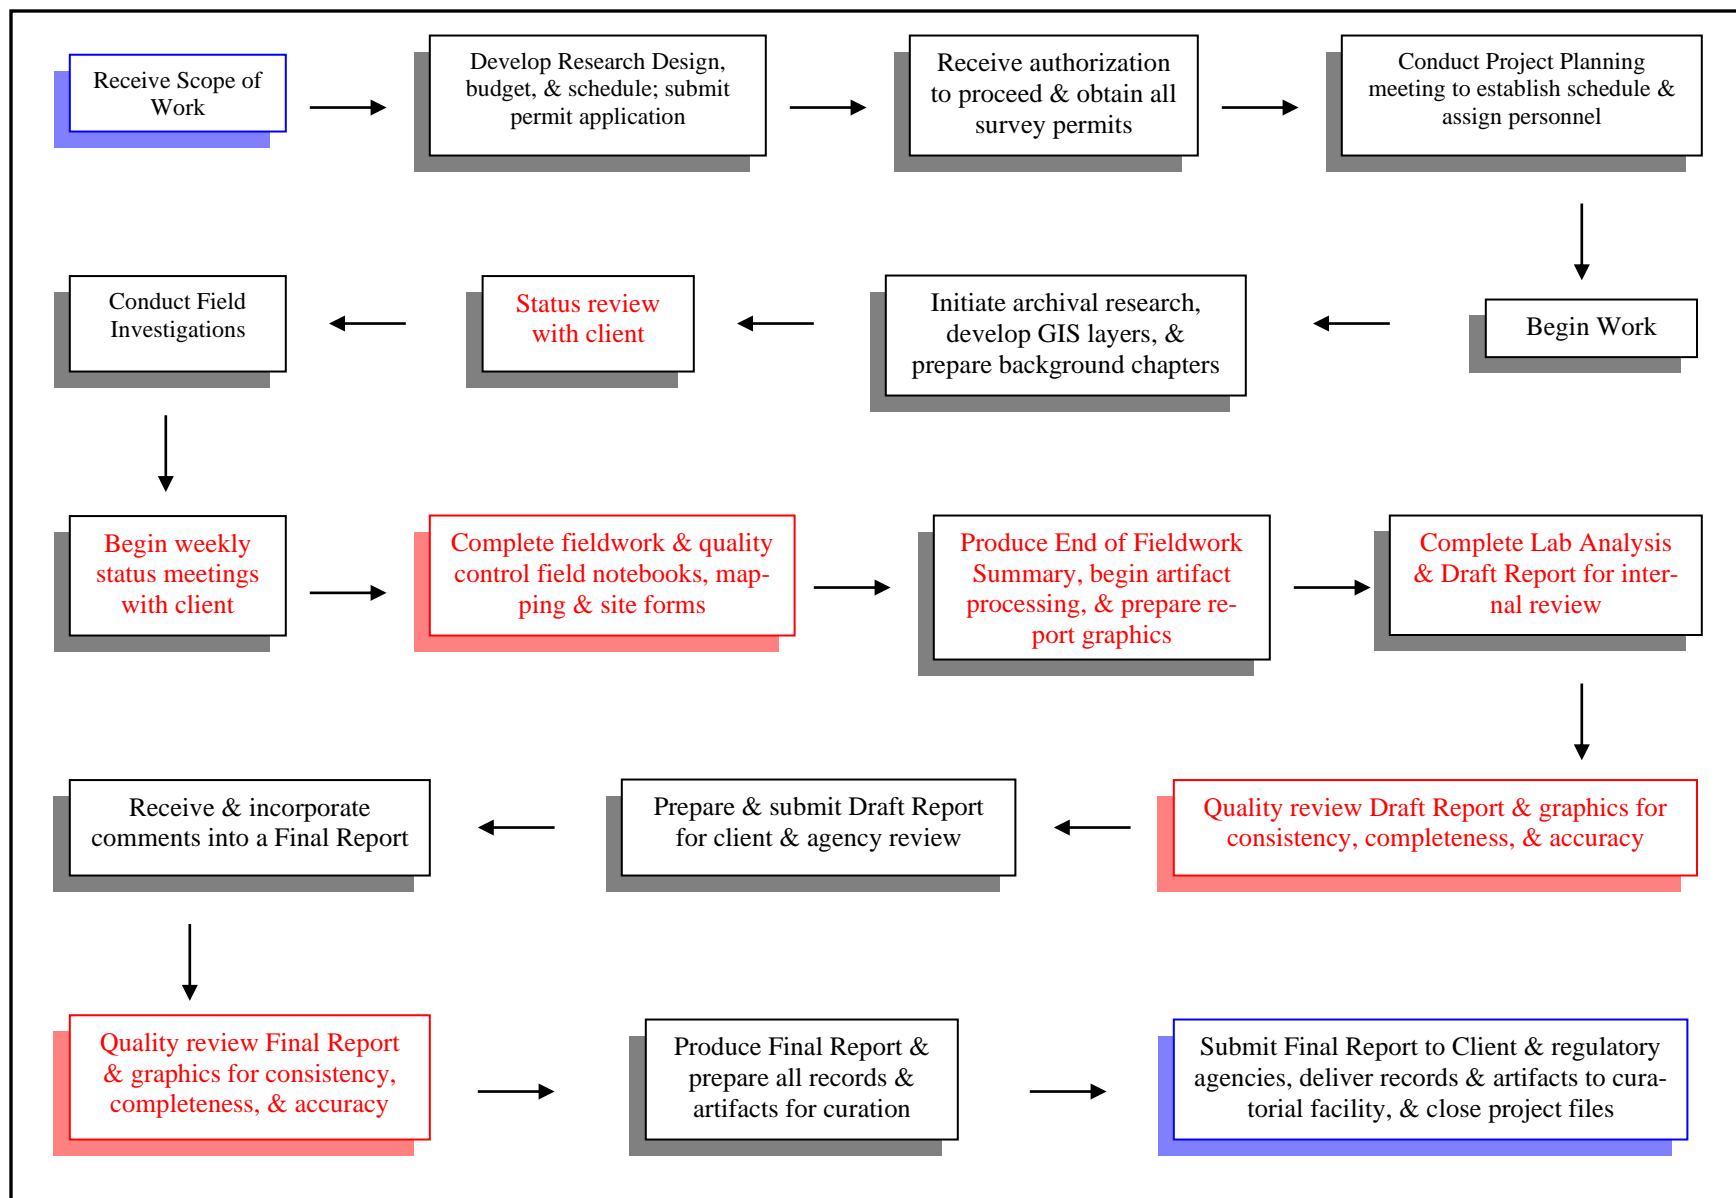 Receive Scope of
Work
Develop Research Design,
budget, & schedule; submit
permit application
Receive authorization
to proceed & obtain all
survey permits
Conduct Project Planning
meeting to establish schedule &
assign personnel
Begin Work
Initiate archival research,
develop GIS layers, &
prepare background chapters
Status review
with client
Conduct Field
Investigations
Begin weekly
status meetings
with client
Complete fieldwork & quality
control field notebooks, map-
ping & site forms
Produce End of Fieldwork
Summary, begin artifact
processing, & prepare re-
port graphics
Complete Lab Analysis
& Draft Report for inter-
nal review
Quality review Draft Report & graphics for
consistency, completeness, & accuracy
Prepare & submit Draft Report
for client & agency review
Receive & incorporate
comments into a Final Report
Quality review Final Report
& graphics for consistency,
completeness, & accuracy
Produce Final Report &
prepare all records &
artifacts for curation
Submit Final Report to Client & regulatory
agencies, deliver records & artifacts to cura-
torial facility, & close project files